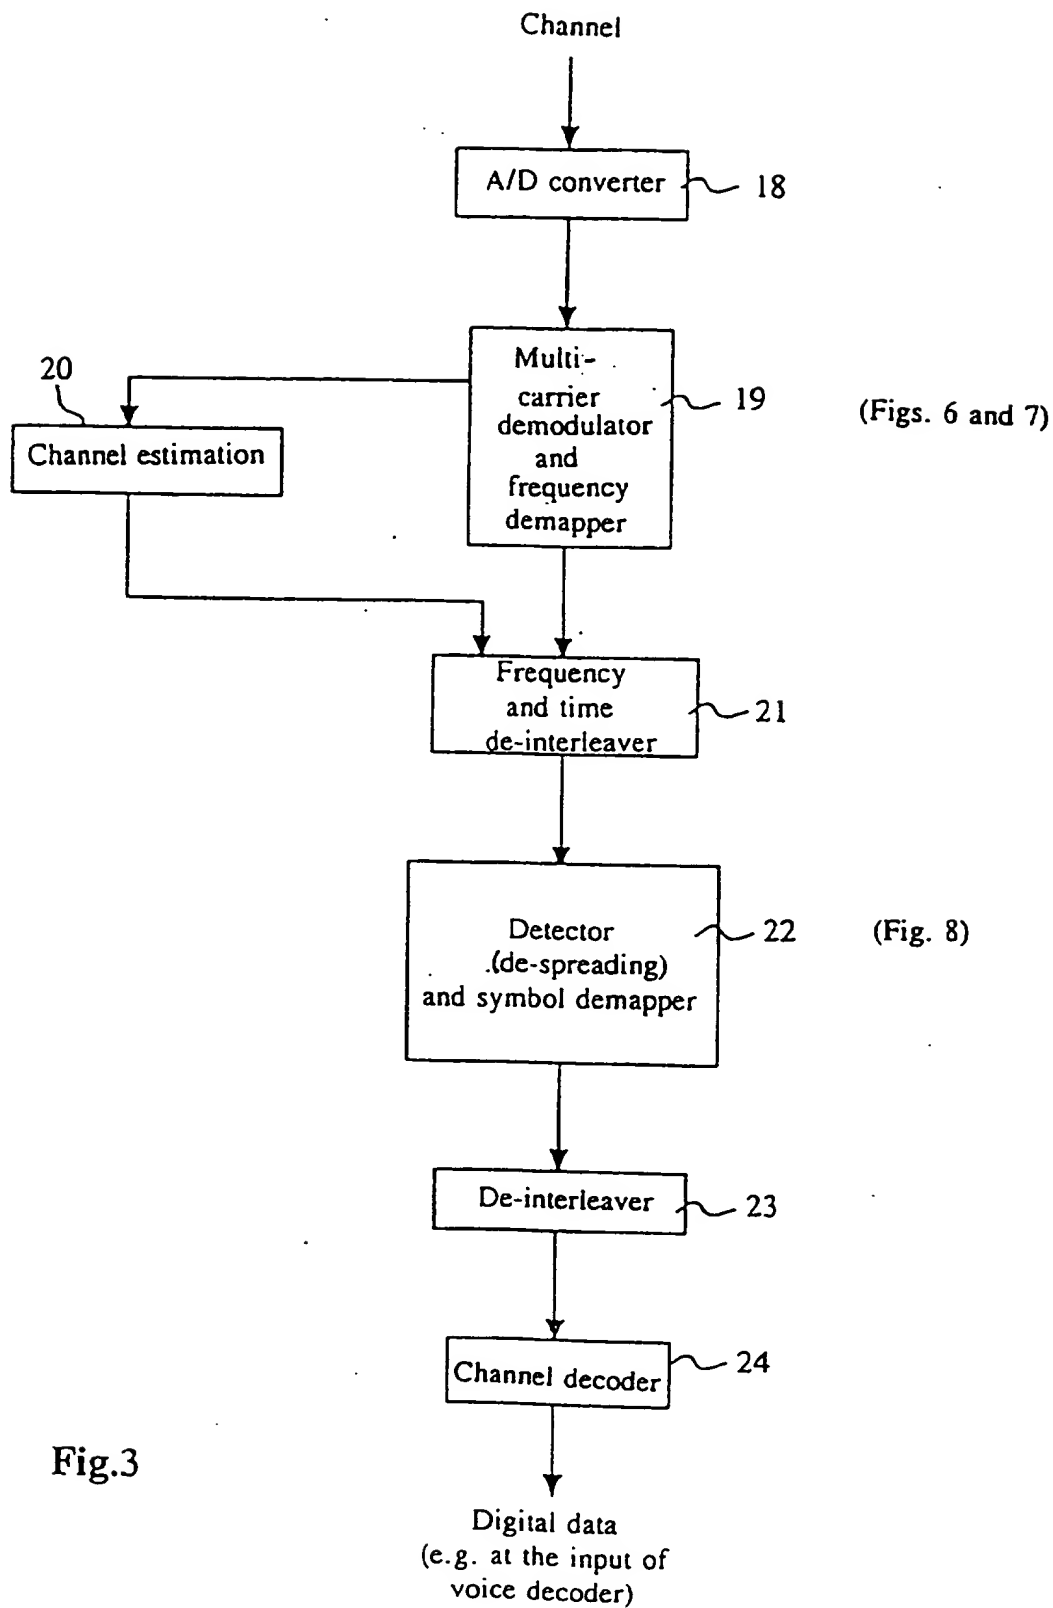 Channel
A/D converter
18
Multi-
carrier
demodulator
and
frequency
demapper
19
(Figs. 6 and 7)
20
Channel estimation
Frequency
and time
de-interleaver
21
Detector
(de-spreading)
and symbol demapper
22
(Fig. 8)
De-interleaver
23
Channel decoder
24
Fig.3
Digital data
(e.g. at the input of
voice decoder)